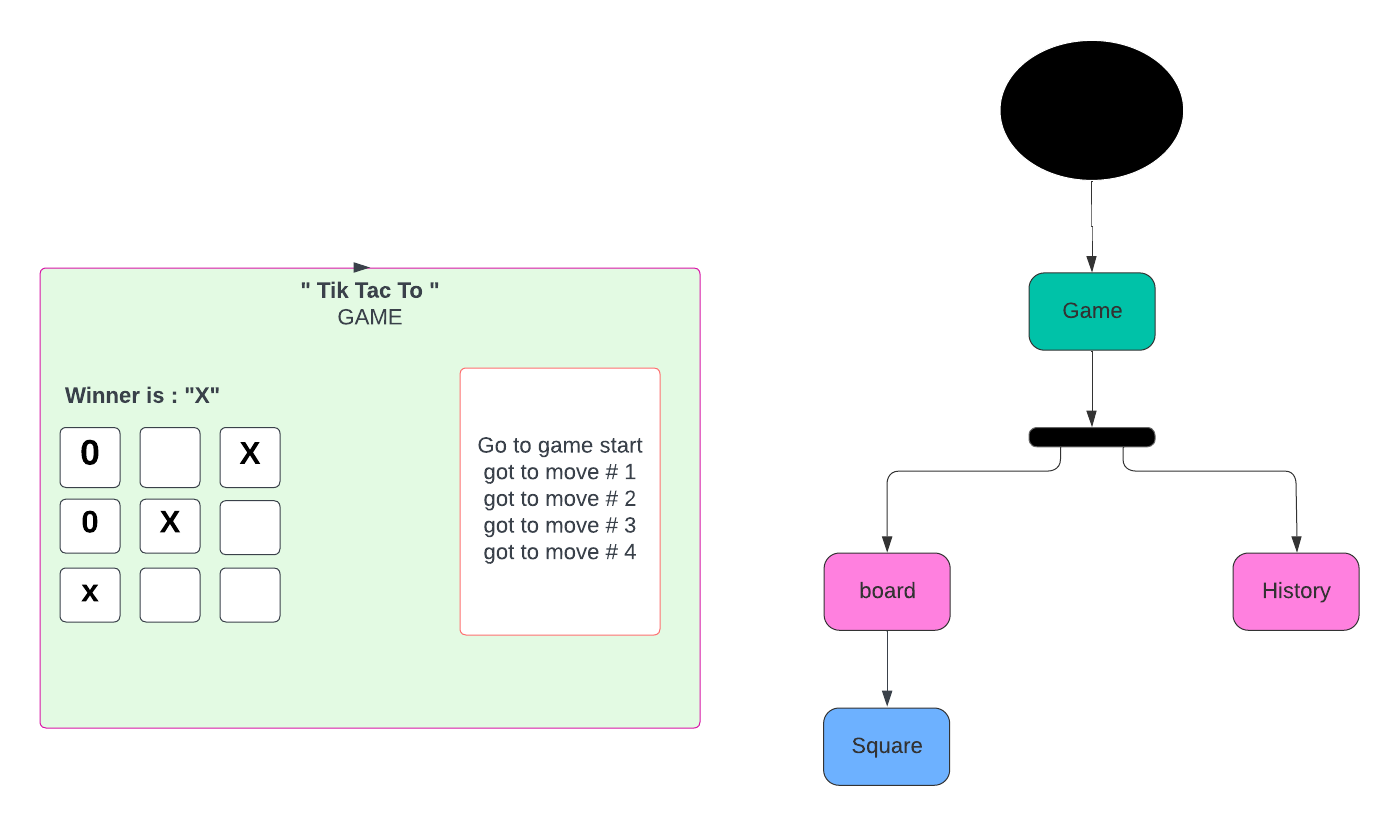 " Tik Tac To "
GAME
Winner is : "X"
0 X
0 X
x
Go to game start
got to move # 1
got to move # 2
got to move # 3
got to move # 4
Game
board
History
Square